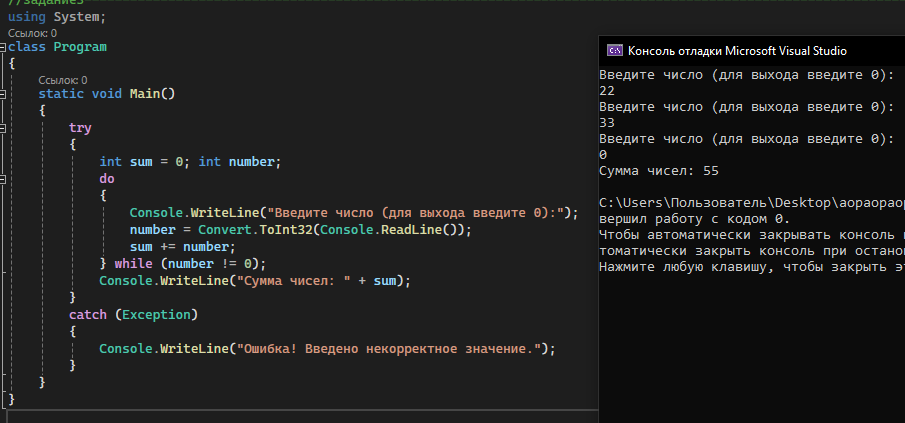 //задание3
using System;
Ссылок: 0
class Program
{
Ссылок: 0
static void Main()
{
try
{
int sum = 0; int number;
do
{
Console.WriteLine("Введите число (для выхода введите 0):");
number = Convert.ToInt32(Console.ReadLine());
sum += number;
} while (number != 0);
Console.WriteLine("Сумма чисел: " + sum);
}
catch (Exception)
{
Console.WriteLine("Ошибка! Введено некорректное значение.");
}
}
}
Консоль отладки Microsoft Visual Studio
Введите число (для выхода введите 0):
22
Введите число (для выхода введите 0):
33
Введите число (для выхода введите 0):
0
Сумма чисел: 55
C:\Users\Пользователь\Desktop\aopaopaop
вершил работу с кодом 0.
Чтобы автоматически закрывать консоль
томатически закрыть консоль при останов
Нажмите любую клавишу, чтобы закрыть эт